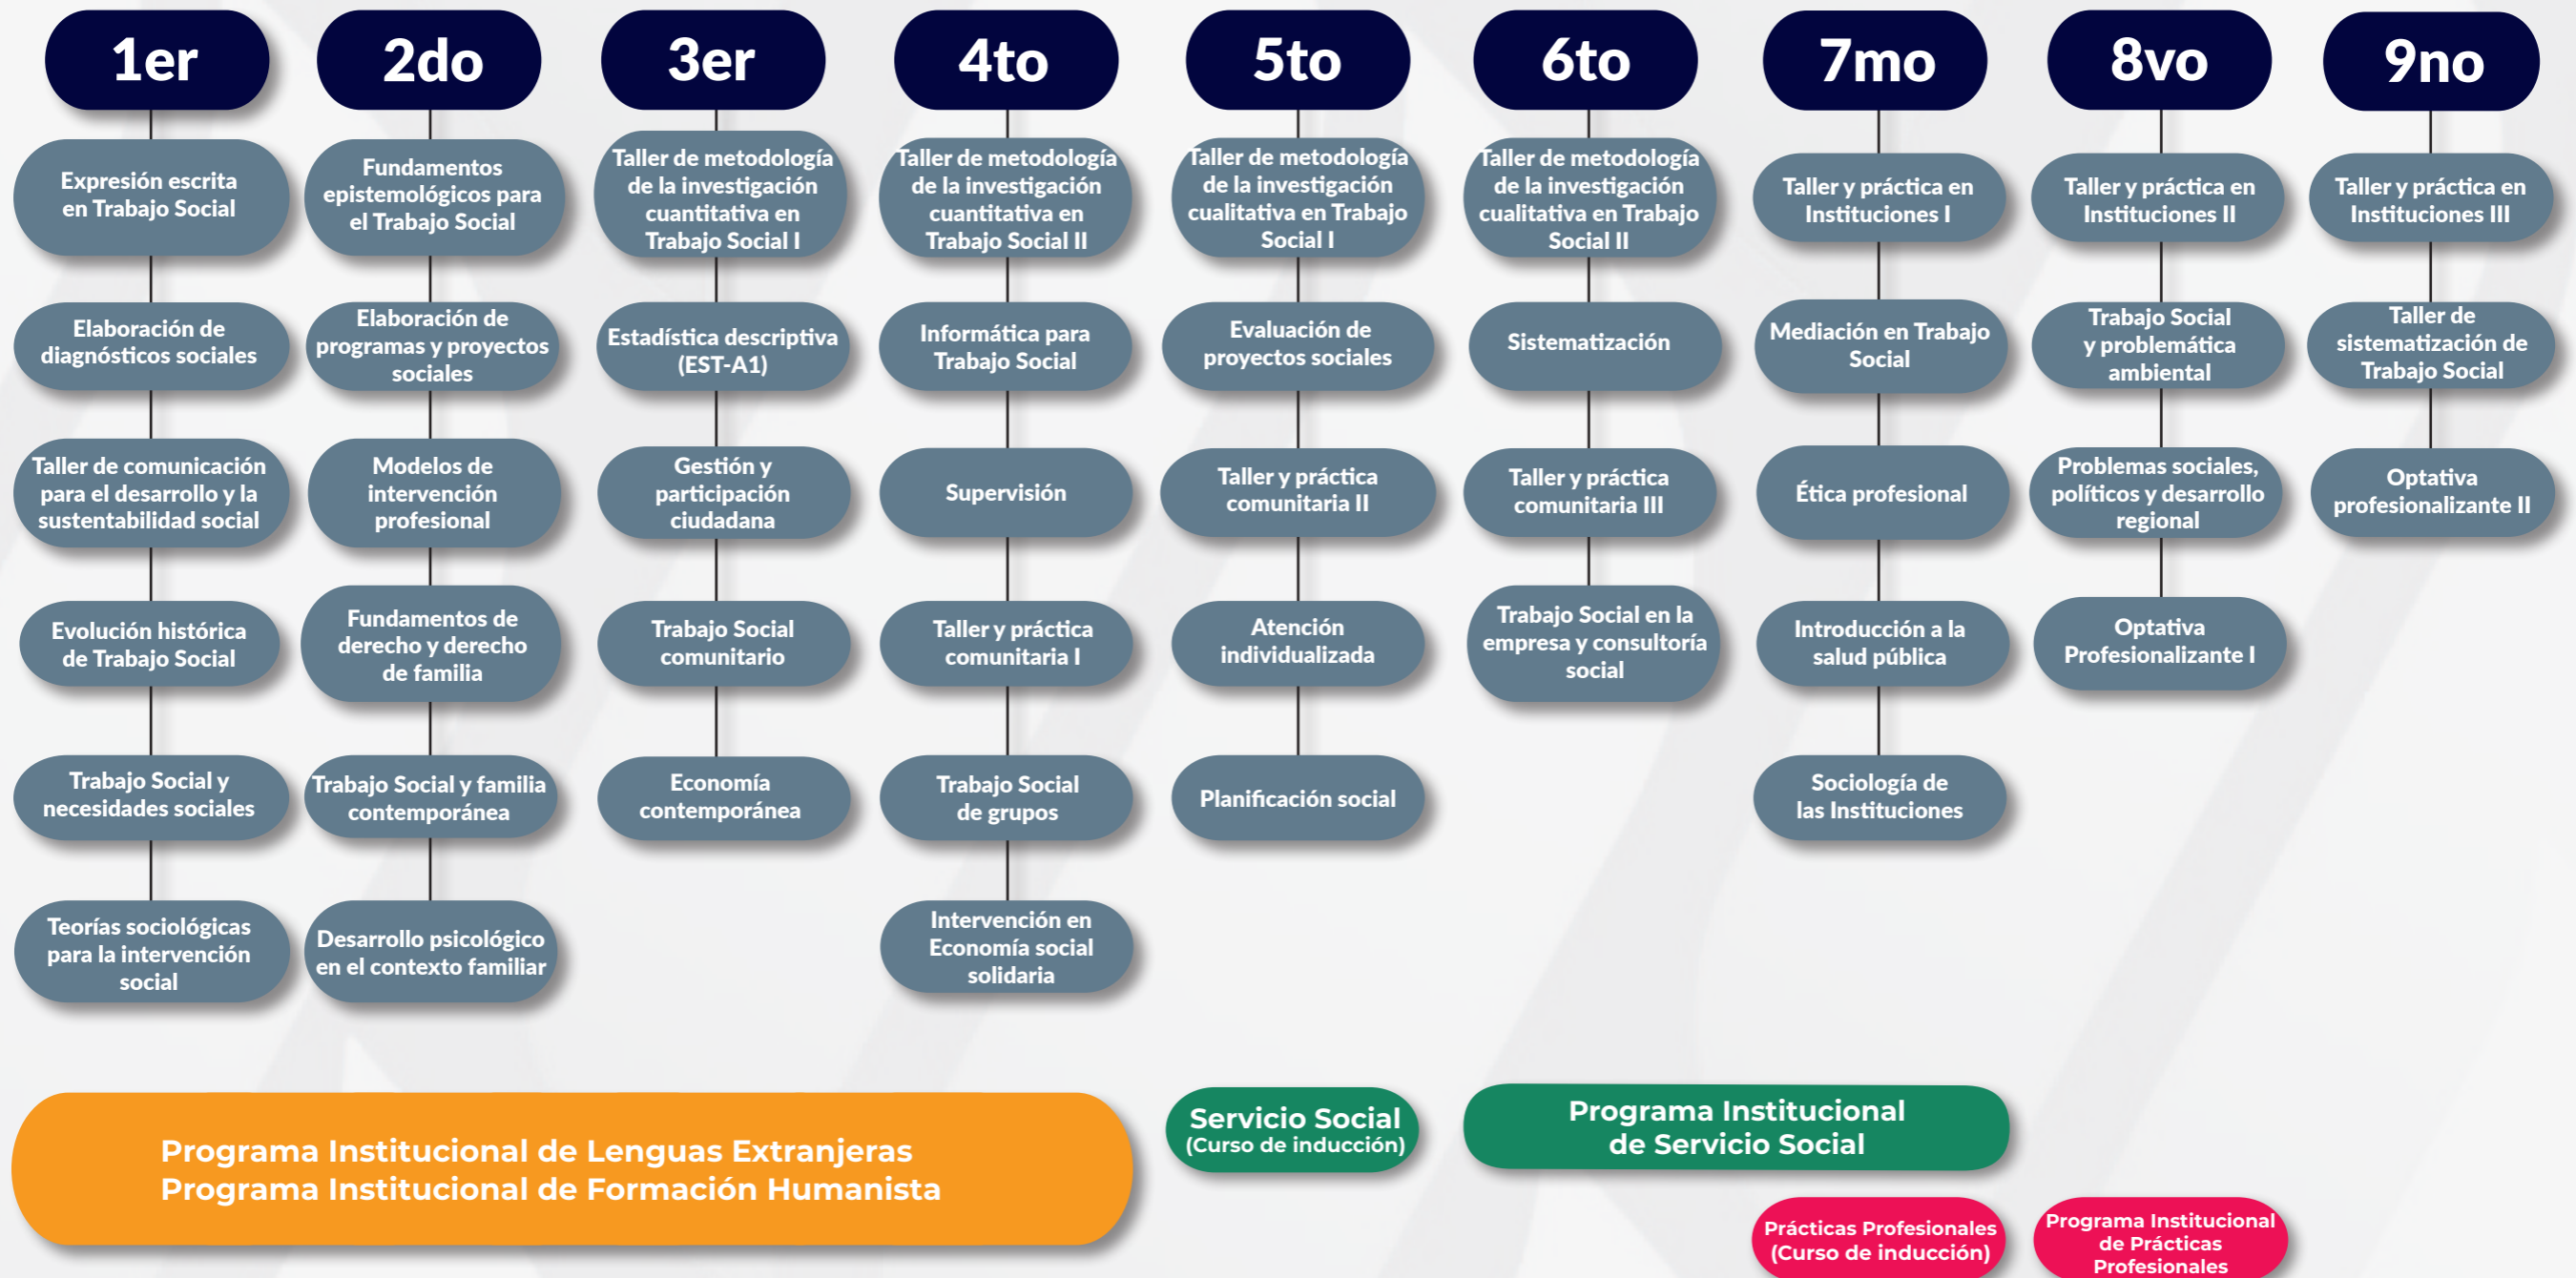 1er
Expresión escrita
en Trabajo Social
Elaboración de
diagnósticos sociales
Taller de comunicación
para el desarrollo y la
sustentabilidad social
Evolución histórica
de Trabajo Social
Trabajo Social y
necesidades sociales
Teorías sociológicas
para la intervención
social
2do
Fundamentos
epistemológicos para
el Trabajo Social
Elaboración de
programas y proyectos
sociales
Modelos de
intervención
profesional
Fundamentos de
derecho y derecho
de familia
Trabajo Social y familia
contemporánea
Desarrollo psicológico
en el contexto familiar
3er
Taller de metodología
de la investigación
cuantitativa en
Trabajo Social I
Estadística descriptiva
(EST-A1)
Gestión y
participación
ciudadana
Trabajo Social
comunitario
Economía
contemporánea
4to
Taller de metodología
de la investigación
cuantitativa en
Trabajo Social II
Informática para
Trabajo Social
Supervisión
Taller y práctica
comunitaria I
Trabajo Social
de grupos
Intervención en
Economía social
solidaria
5to
Taller de metodología
de la investigación
cualitativa en Trabajo
Social I
Evaluación de
proyectos sociales
Taller y práctica
comunitaria II
Atención
individualizada
Planificación social
6to
Taller de metodología
de la investigación
cualitativa en Trabajo
Social II
Sistematización
Taller y práctica
comunitaria III
Trabajo Social en la
empresa y consultoría
social
7mo
Taller y práctica en
Instituciones I
Mediación en Trabajo
Social
Ética profesional
Introducción a la
salud pública
Sociología de
las Instituciones
8vo
Taller y práctica en
Instituciones II
Trabajo Social
y problemática
ambiental
Problemas sociales,
políticos y desarrollo
regional
Optativa
Profesionalizante I
9no
Taller y práctica en
Instituciones III
Taller de
sistematización de
Trabajo Social
Optativa
profesionalizante II
Programa Institucional de Lenguas Extranjeras
Programa Institucional de Formación Humanista
Servicio Social
(Curso de inducción)
Programa Institucional
de Servicio Social
Prácticas Profesionales
(Curso de inducción)
Programa Institucional
de Prácticas
Profesionales